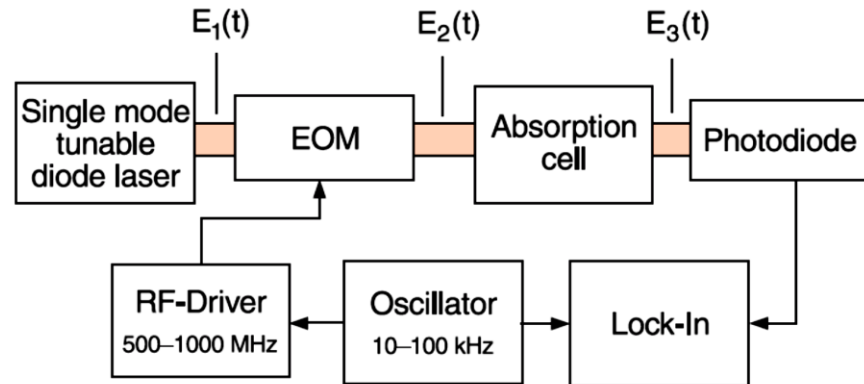 E₁(t)
E₂(t)
E₃(t)
Single mode
tunable
diode laser
EOM
Absorption
cell
Photodiode
RF-Driver
500–1000 MHz
Oscillator
10–100 kHz
Lock-In